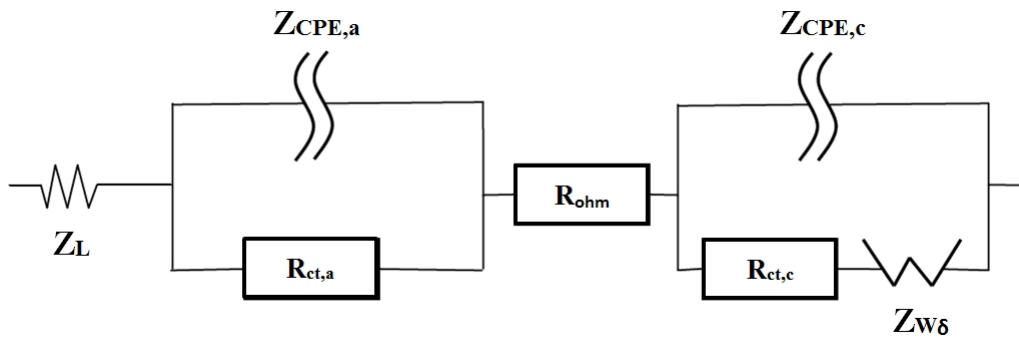 ZCPE,a
ZCPE,c
ZL
Rct,a
Rohm
Rct,c
ZWδ